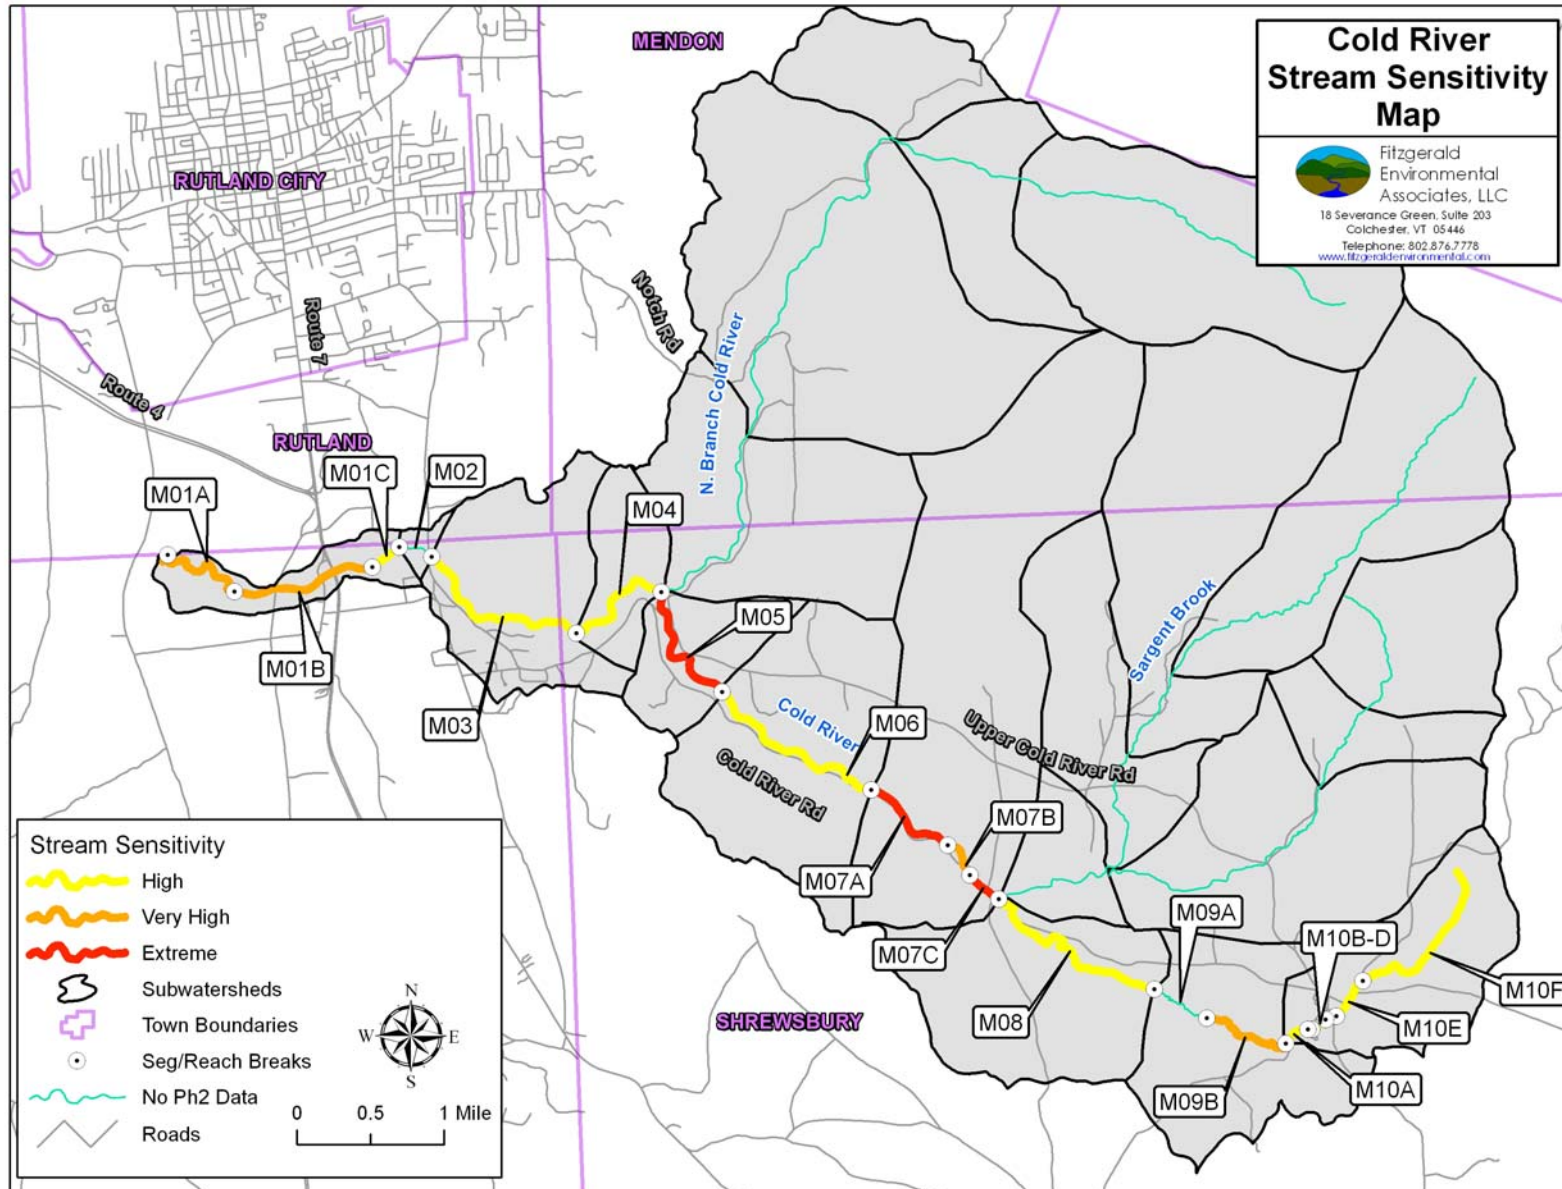 Cold River
Stream Sensitivity
Map
Fitzgerald
Environmental
Associates, LLC
18 Severance Green, Suite 203
Colchester, VT 05446
Telephone: 802.876.7778
www.fitzgeraldenvironmental.com
MENDON
RUTLAND CITY
Route 7
Notch Rd
N. Branch Cold River
Route 4
RUTLAND
M01A
M01C
M02
M04
M01B
M03
M05
Sargent Brook
Cold River
M06
Upper Cold River Rd
Cold River Rd
M07B
M07A
M07C
M09A
M10B-D
M10F
M08
SHREWSBURY
M10E
M10A
M09B
Stream Sensitivity
High
Very High
Extreme
Subwatersheds
Town Boundaries
Seg/Reach Breaks
No Ph2 Data
Roads
N
W E
S
0 0.5 1 Mile